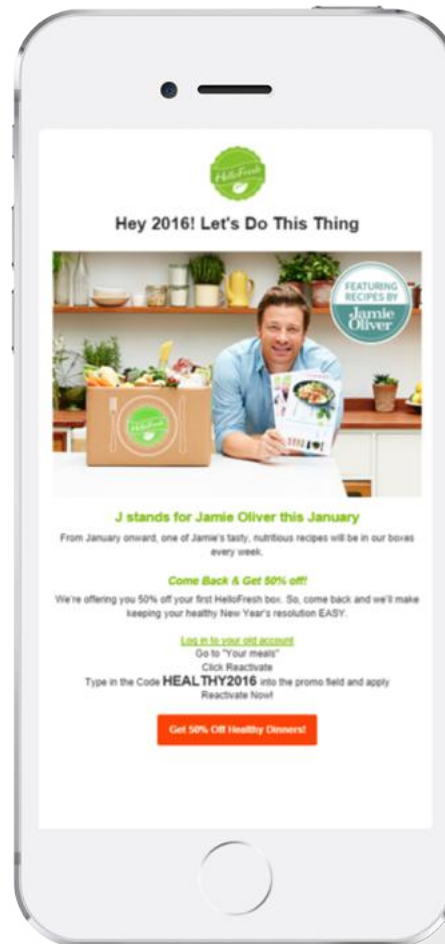 HelloFresh
Hey 2016! Let's Do This Thing
FEATURING
RECIPES BY
Jamie
Oliver
HelloFresh
J stands for Jamie Oliver this January
From January onward, one of Jamie's tasty, nutritious recipes will be in our boxes
every week.
Come Back & Get 50% off!
We're offering you 50% off your first HelloFresh box. So, come back and we'll make
keeping your healthy New Year's resolution EASY.
Log in to your old account
Go to "Your meals"
Click Reactivate
Type in the Code HEALTHY2016 into the promo field and apply
Reactivate Now!
Get 50% Off Healthy Dinners!